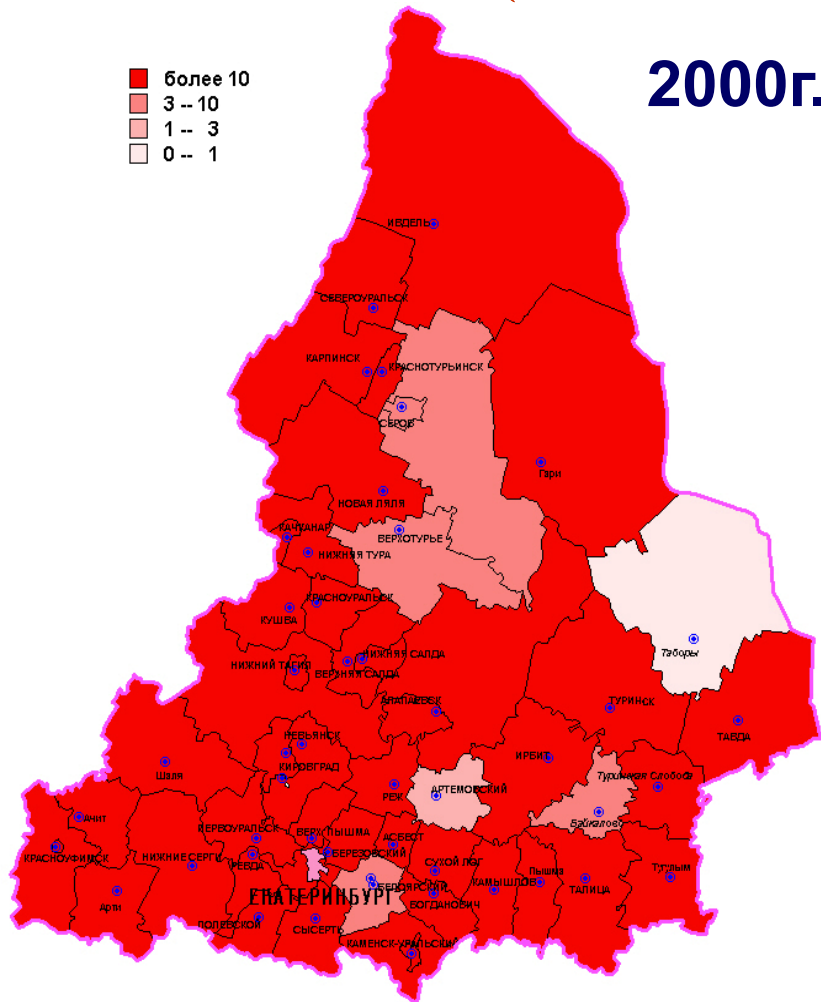 более 10
3 -- 10
1 -- 3
0 -- 1
2000г.
ИВДЕЛЬ
СЕВЕРОУРАЛЬСК
КАРПИНСК
КРАСНОТУРЬИНСК
СЕРОВ
Гари
НОВАЯ ЛЯЛЯ
КАЧКАНАР
ВЕРХОТУРЬЕ
НИЖНЯЯ ТУРА
КРАСНОУРАЛЬСК
КУШВА
Таборы
НИЖНЯЯ САЛДА
НИЖНИЙ ТАГИЛ
ВЕРХНЯЯ САЛДА
АЛАПАЕВСК
ТУРИНСК
ТАВДА
НЕВЬЯНСК
КИРОВГРАД
ИРБИТ
Шаля
Туринская Слобода
РЕЖ
АРТЕМОВСКИЙ
Ачит
Байкалово
ПЕРВОУРАЛЬСК
ВЕРХ. ПЫШМА
АСБЕСТ
КРАСНОУФИМСК
НИЖНИЕ СЕРГИ
РЕВДА
БЕРЕЗОВСКИЙ
СУХОЙ ЛОГ
Пышма
Тугулым
КАМЫШЛОВ
ТАЛИЦА
БЕЛОЯРСКИЙ
ЕКАТЕРИНБУРГ
БОГДАНОВИЧ
Арти
ПОЛЕВСКОЙ
СЫСЕРТЬ
КАМЕНСК-УРАЛЬСКИЙ